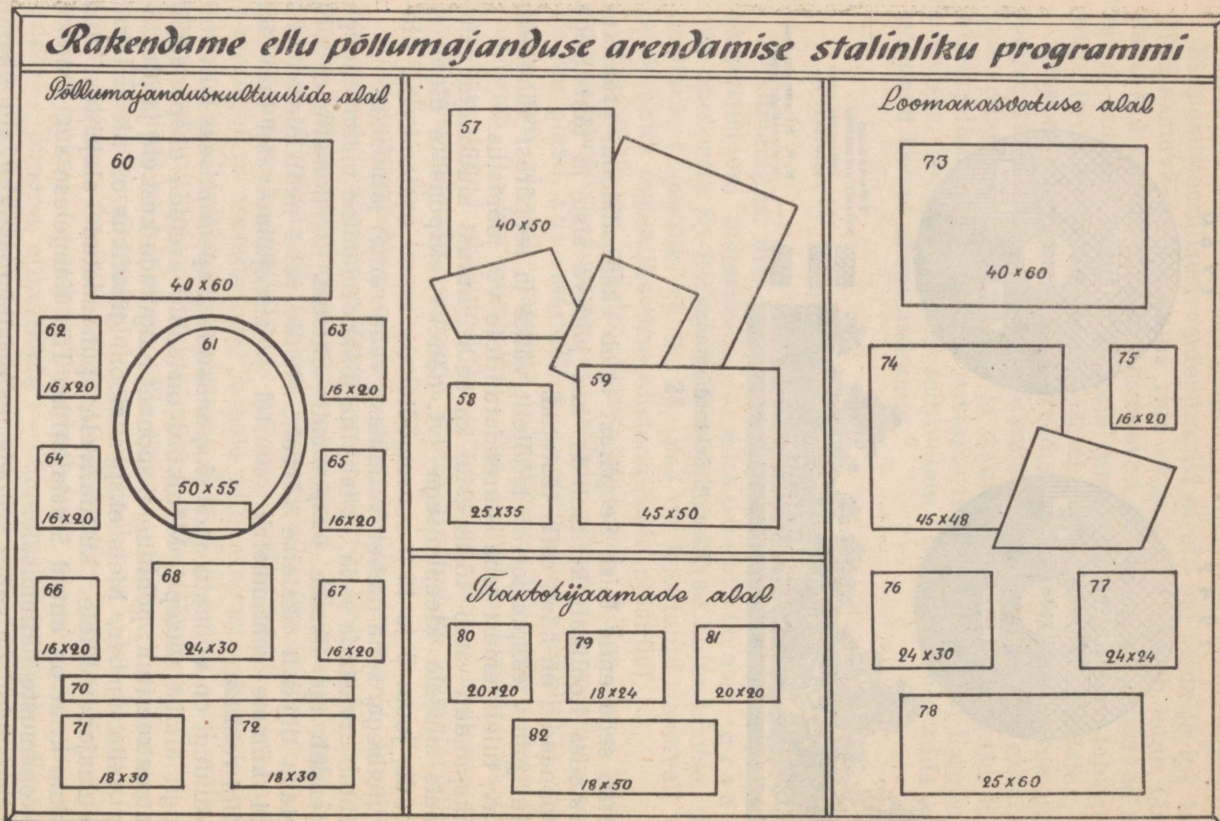 Rakendame ellu põllumajanduse arendamise stalinliku programmi
Põllumajanduskultuuride alal
60
40 x 60
62
16 x 20
61
50 x 55
63
16 x 20
64
16 x 20
65
16 x 20
66
16 x 20
68
24 x 30
67
16 x 20
70
71
18 x 30
72
18 x 30
57
40 x 50
58
25 x 35
59
45 x 50
Traktorijaamade alal
80
20 x 20
79
18 x 24
81
20 x 20
82
18 x 50
Loomakasvatuse alal
73
40 x 60
74
45 x 48
75
16 x 20
76
24 x 30
77
24 x 24
78
25 x 60